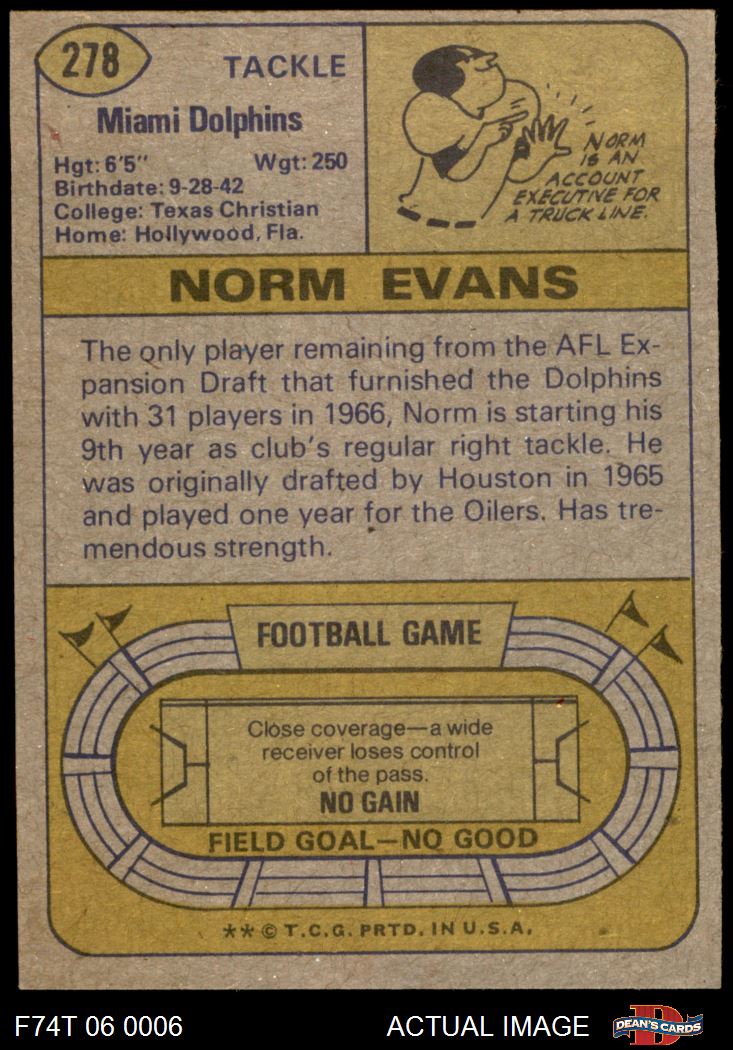 278
TACKLE
Miami Dolphins
Hgt: 6'5" Wgt: 250
Birthdate: 9-28-42
College: Texas Christian
Home: Hollywood, Fla.
NORM
IS AN
ACCOUNT
EXECUTIVE FOR
A TRUCK LINE.
NORM EVANS
The only player remaining from the AFL Ex-
pansion Draft that furnished the Dolphins
with 31 players in 1966, Norm is starting his
9th year as club's regular right tackle. He
was originally drafted by Houston in 1965
and played one year for the Oilers. Has tre-
mendous strength.
FOOTBALL GAME
Close coverage—a wide
receiver loses control
of the pass.
NO GAIN
FIELD GOAL—NO GOOD
** © T.C.G. PRTD. IN U.S.A.
F74T 06 0006 ACTUAL IMAGE
D
DEAN'S CARDS